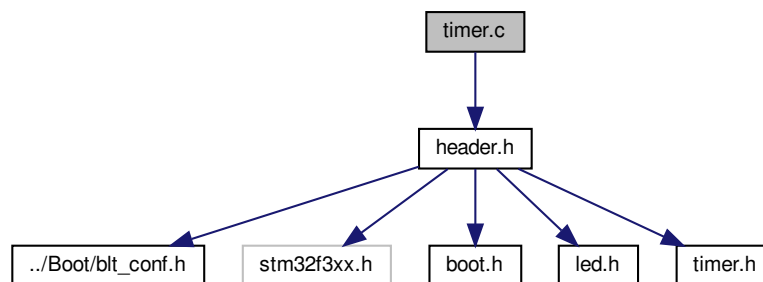 timer.c
header.h
../Boot/blt_conf.h
stm32f3xx.h
boot.h
led.h
timer.h